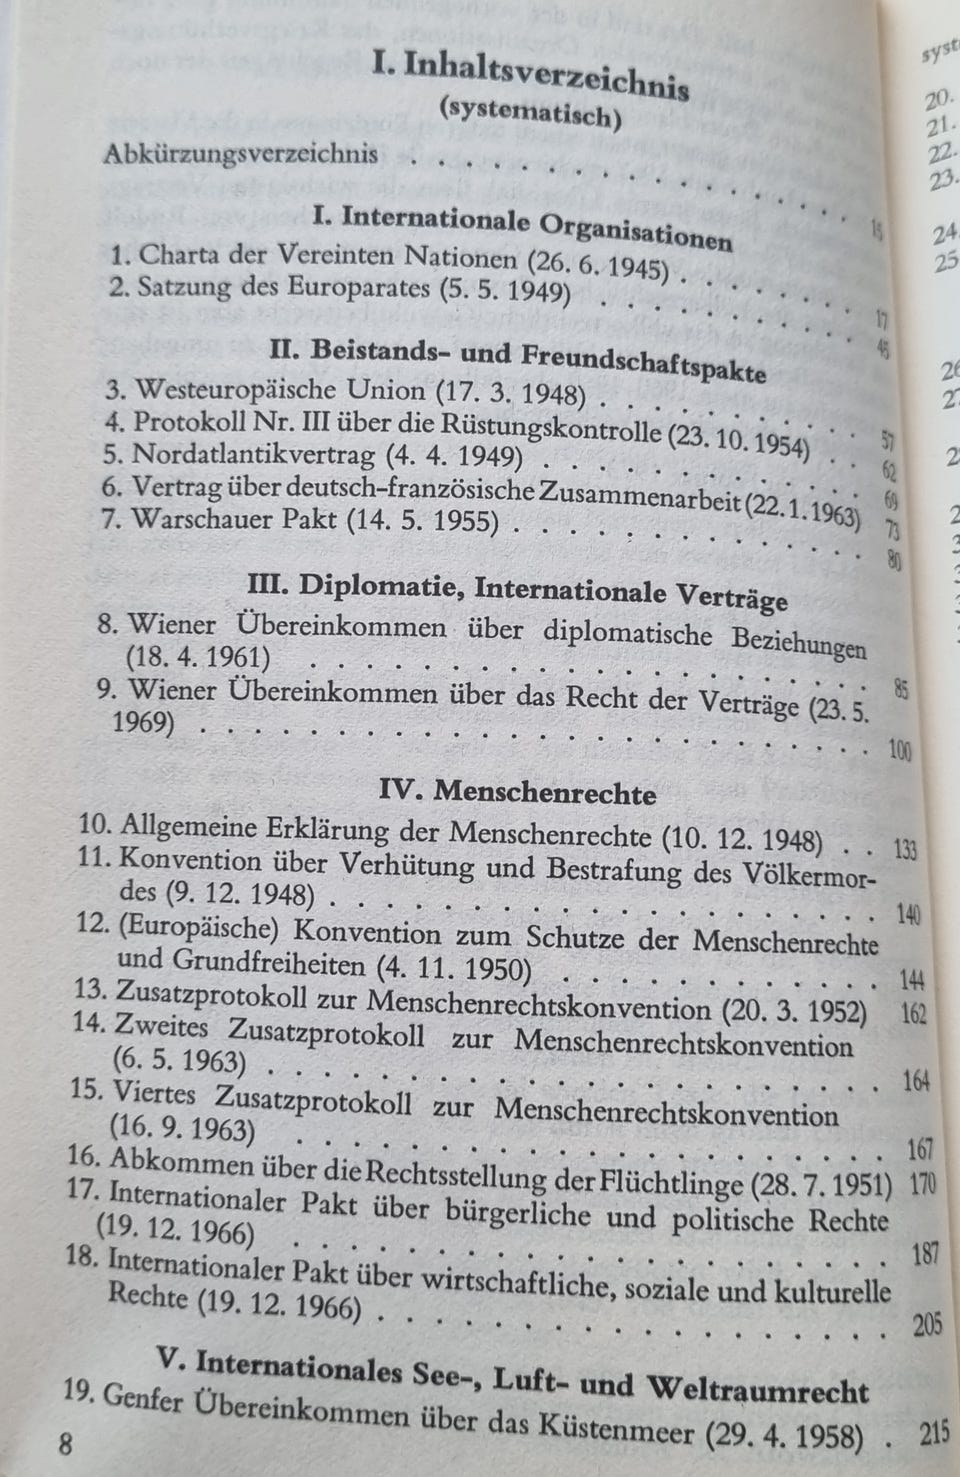 I. Inhaltsverzeichnis
(systematisch)
Abkürzungsverzeichnis . . . . . . . . . . . . . . . . . 15
I. Internationale Organisationen
1. Charta der Vereinten Nationen (26. 6. 1945) . . . . . . . . 17
2. Satzung des Europarates (5. 5. 1949) . . . . . . . . . . 45
II. Beistands- und Freundschaftspakte
3. Westeuropäische Union (17. 3. 1948) . . . . . . . . . . 57
4. Protokoll Nr. III über die Rüstungskontrolle (23. 10. 1954) . . 62
5. Nordatlantikvertrag (4. 4. 1949) . . . . . . . . . . . . 69
6. Vertrag über deutsch-französische Zusammenarbeit (22. 1. 1963) 73
7. Warschauer Pakt (14. 5. 1955) . . . . . . . . . . . . . 80
III. Diplomatie, Internationale Verträge
8. Wiener Übereinkommen über diplomatische Beziehungen
(18. 4. 1961) . . . . . . . . . . . . . . . . . . . . 85
9. Wiener Übereinkommen über das Recht der Verträge (23. 5.
1969) . . . . . . . . . . . . . . . . . . . . . . . . 100
IV. Menschenrechte
10. Allgemeine Erklärung der Menschenrechte (10. 12. 1948) . . 133
11. Konvention über Verhütung und Bestrafung des Völkermor-
des (9. 12. 1948) . . . . . . . . . . . . . . . . . . . 140
12. (Europäische) Konvention zum Schutze der Menschenrechte
und Grundfreiheiten (4. 11. 1950) . . . . . . . . . . . . 144
13. Zusatzprotokoll zur Menschenrechtskonvention (20. 3. 1952) 162
14. Zweites Zusatzprotokoll zur Menschenrechtskonvention
(6. 5. 1963) . . . . . . . . . . . . . . . . . . . . . . 164
15. Viertes Zusatzprotokoll zur Menschenrechtskonvention
(16. 9. 1963) . . . . . . . . . . . . . . . . . . . . . 167
16. Abkommen über die Rechtsstellung der Flüchtlinge (28. 7. 1951) 170
17. Internationaler Pakt über bürgerliche und politische Rechte
(19. 12. 1966) . . . . . . . . . . . . . . . . . . . . . 187
18. Internationaler Pakt über wirtschaftliche, soziale und kulturelle
Rechte (19. 12. 1966) . . . . . . . . . . . . . . . . . . 205
V. Internationales See-, Luft- und Weltraumrecht
19. Genfer Übereinkommen über das Küstenmeer (29. 4. 1958) . 215
8
20.
21.
22.
23.
24.
25